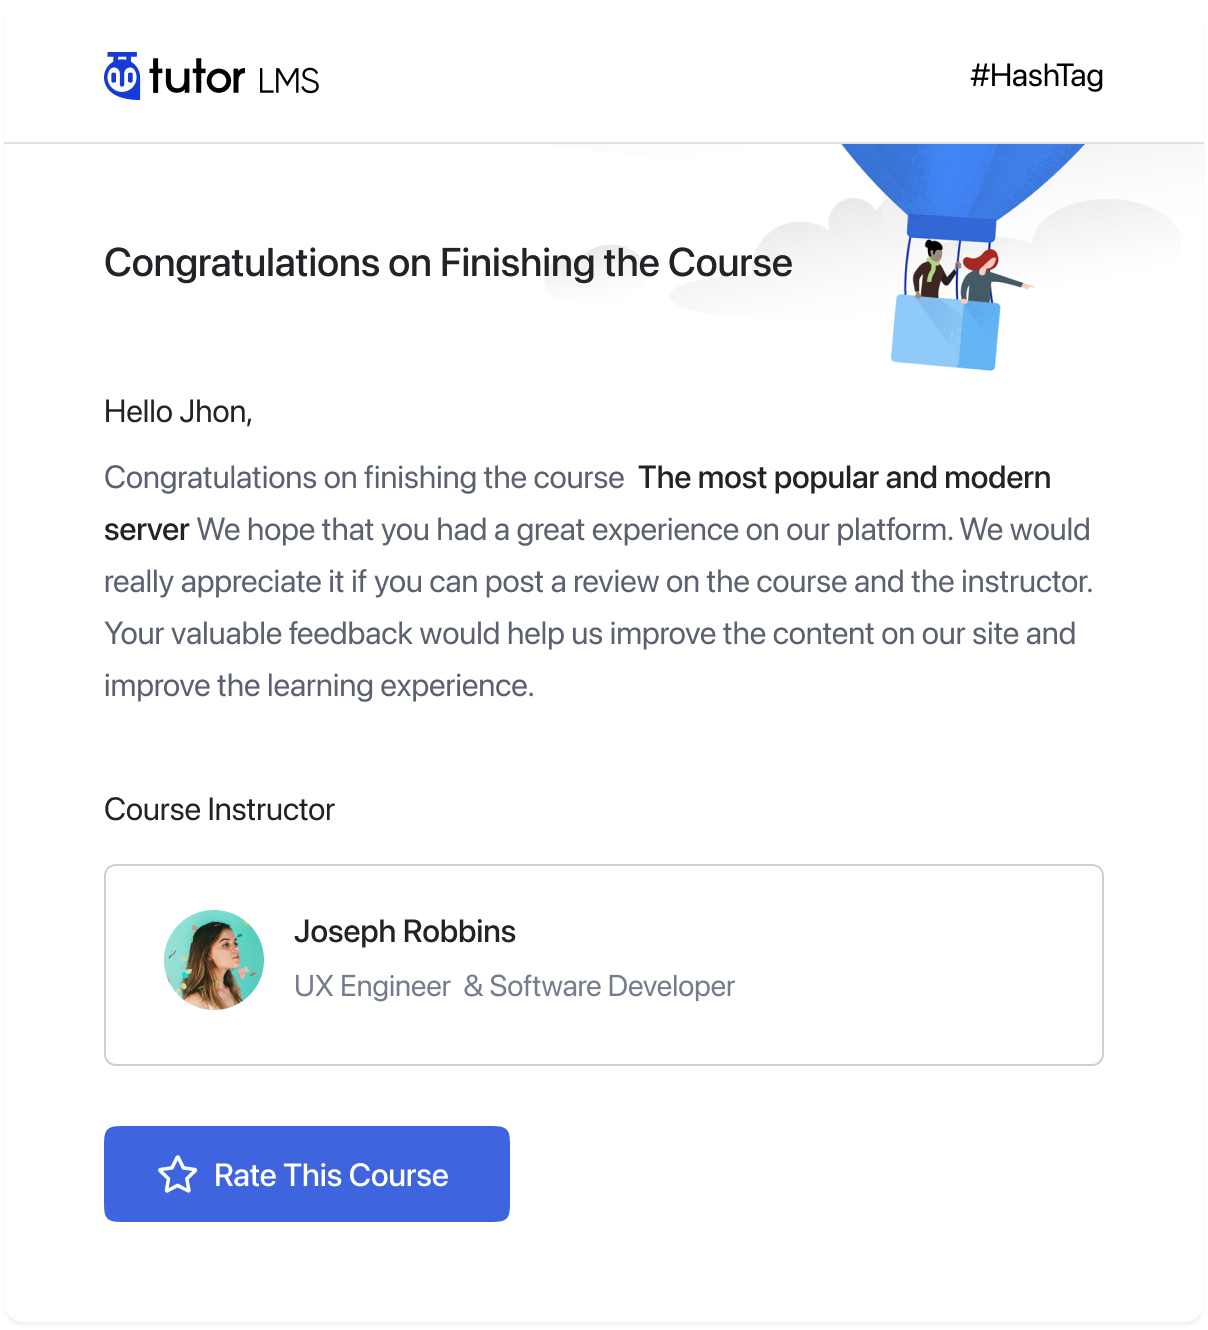 tutor LMS
#HashTag
Congratulations on Finishing the Course
Hello Jhon,
Congratulations on finishing the course  The most popular and modern
server We hope that you had a great experience on our platform. We would
really appreciate it if you can post a review on the course and the instructor.
Your valuable feedback would help us improve the content on our site and
improve the learning experience.
Course Instructor
Joseph Robbins
UX Engineer  & Software Developer
Rate This Course